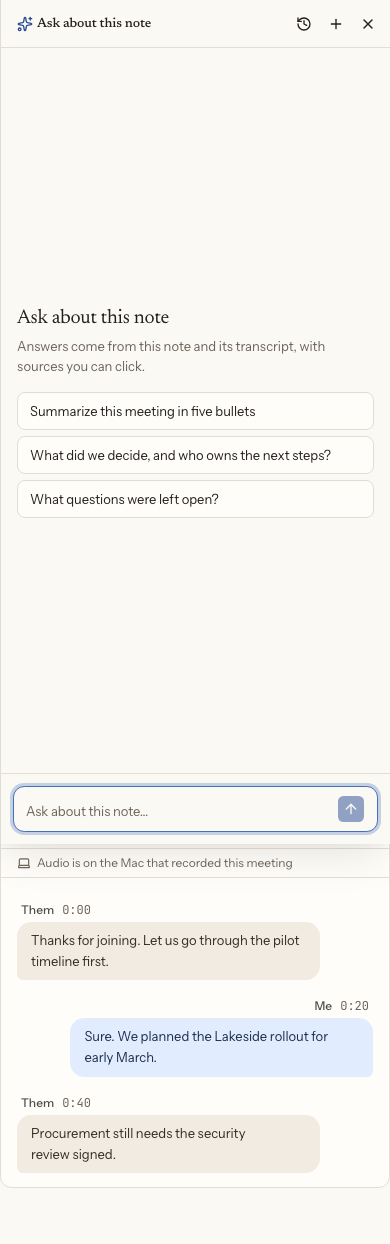 Ask about this note
Ask about this note
Answers come from this note and its transcript, with
sources you can click.
Summarize this meeting in five bullets
What did we decide, and who owns the next steps?
What questions were left open?
Ask about this note...
Audio is on the Mac that recorded this meeting
Them 0:00
Thanks for joining. Let us go through the pilot
timeline first.
Me 0:20
Sure. We planned the Lakeside rollout for
early March.
Them 0:40
Procurement still needs the security
review signed.